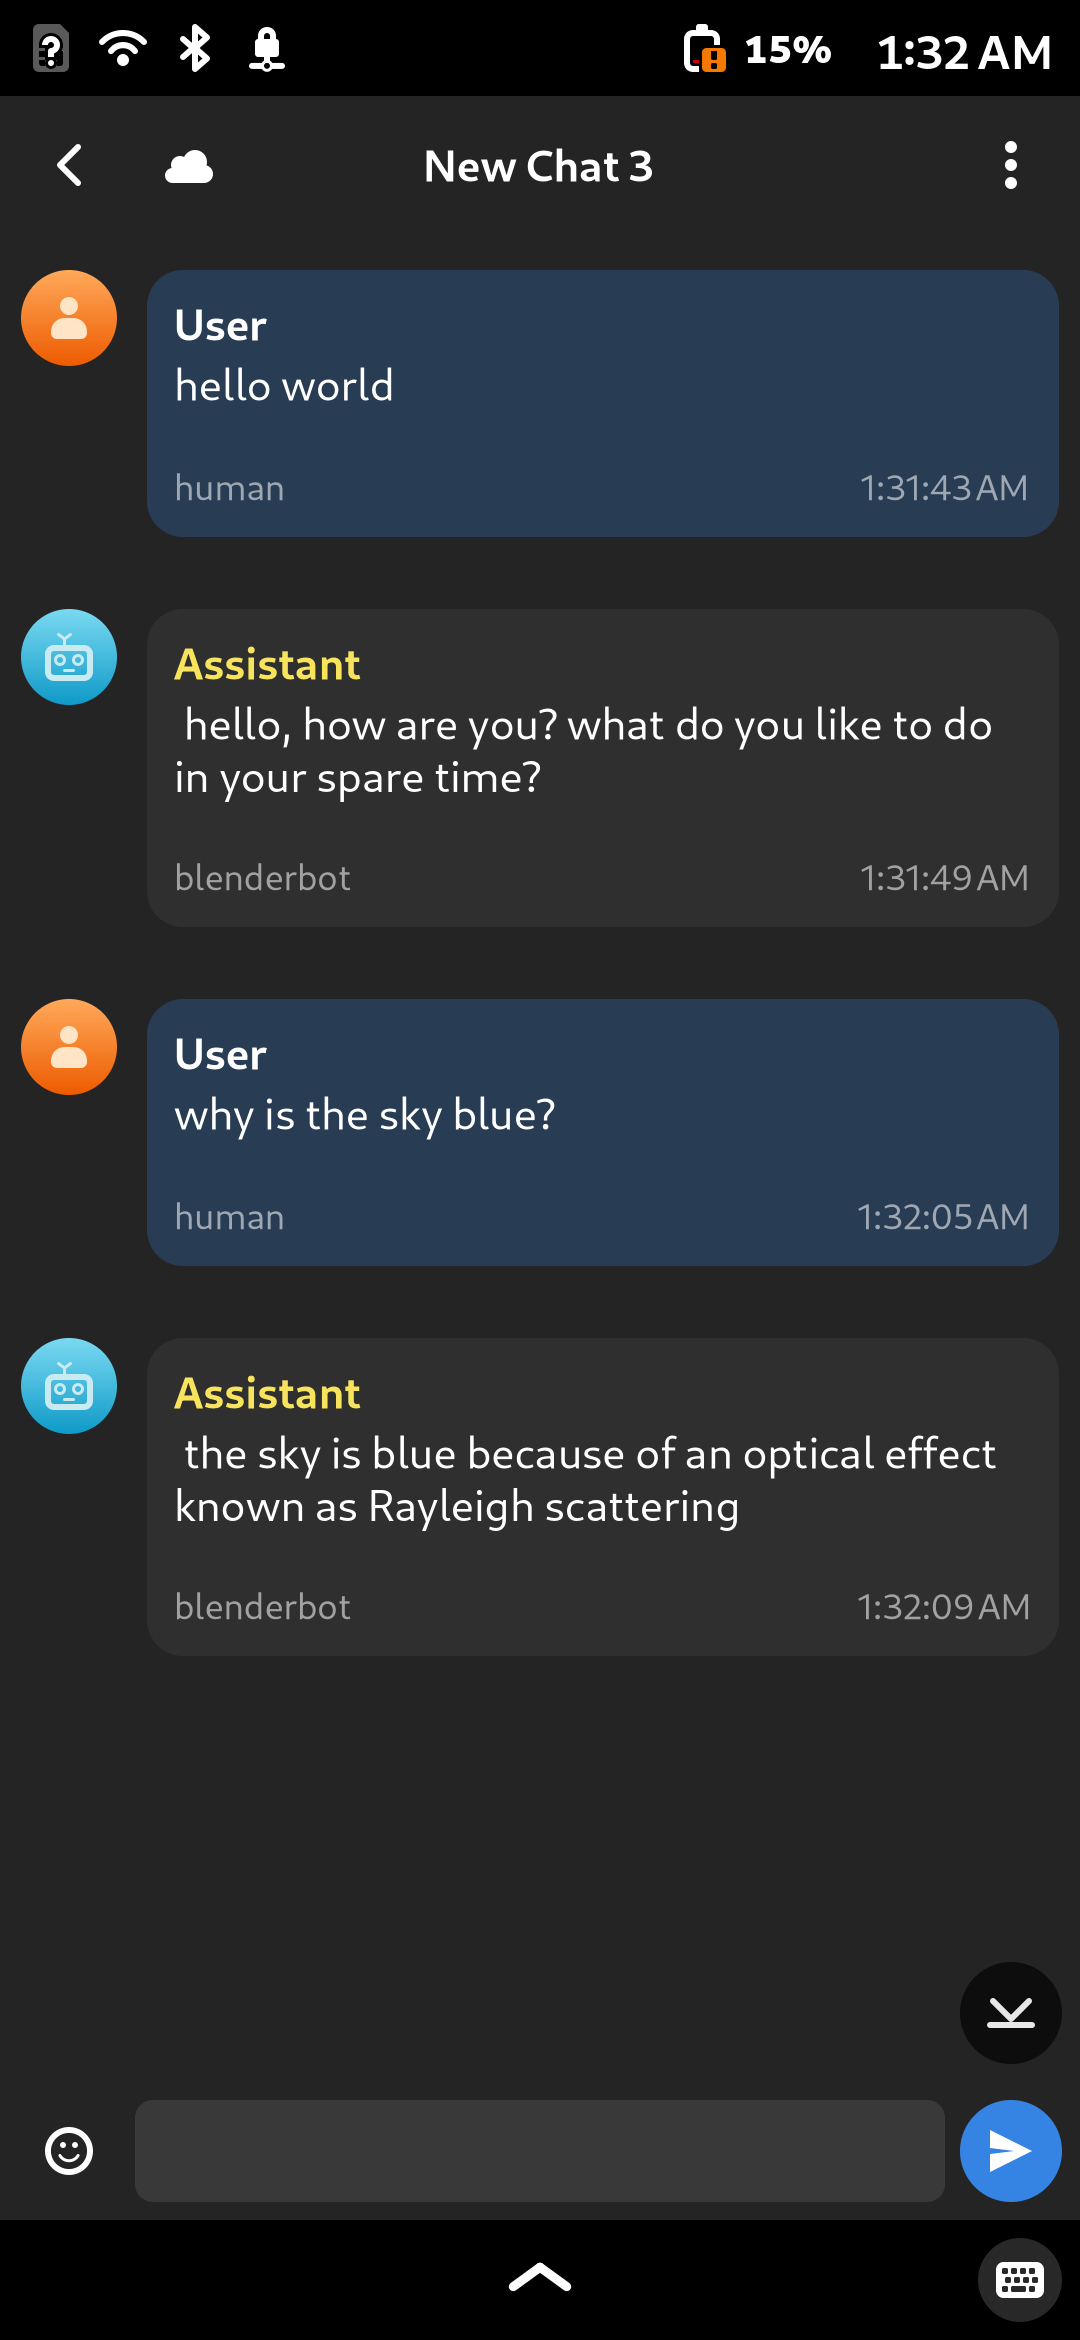 15% 1:32 AM
New Chat 3
User
hello world
human 1:31:43 AM
Assistant
hello, how are you? what do you like to do
in your spare time?
blenderbot 1:31:49 AM
User
why is the sky blue?
human 1:32:05 AM
Assistant
the sky is blue because of an optical effect
known as Rayleigh scattering
blenderbot 1:32:09 AM